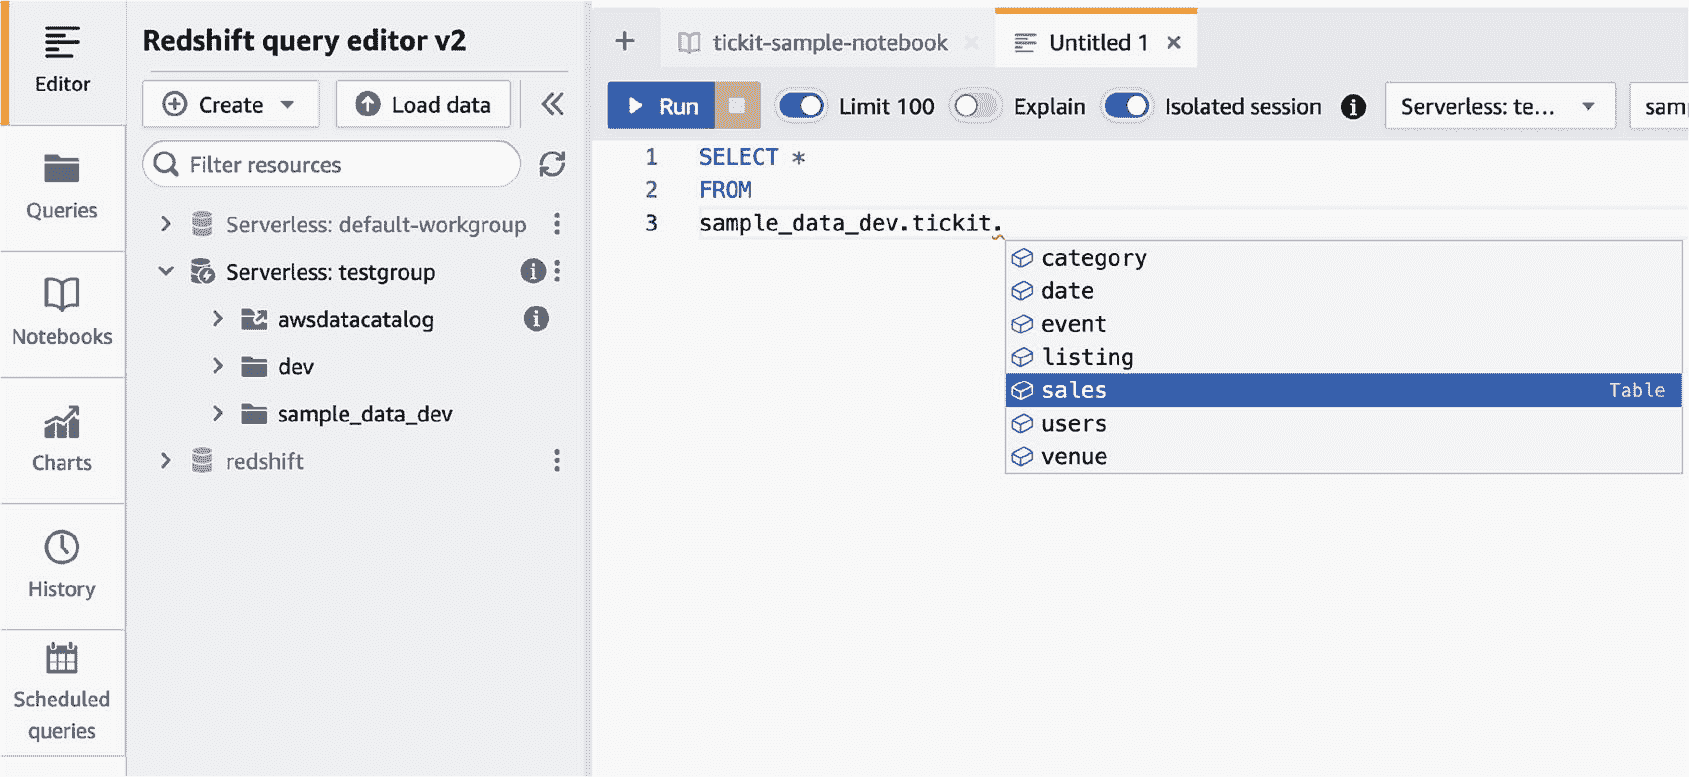 Editor
Queries
Notebooks
Charts
History
Scheduled
queries
Redshift query editor v2
Create
Load data
Filter resources
Serverless: default-workgroup
Serverless: testgroup
awsdatacatalog
dev
sample_data_dev
redshift
tickit-sample-notebook
Untitled 1
Run
Limit 100
Explain
Isolated session
Serverless: te...
sam
1 SELECT *
2 FROM
3 sample_data_dev.tickit.
category
date
event
listing
sales Table
users
venue